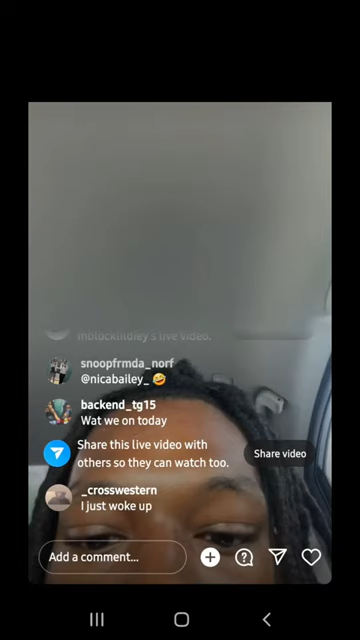 live video.
snoopfrmda_norf
@nicabailey_ 🤣
backend_tg15
Wat we on today
Share this live video with
others so they can watch too.
Share video
_crosswestern
I just woke up
Add a comment...